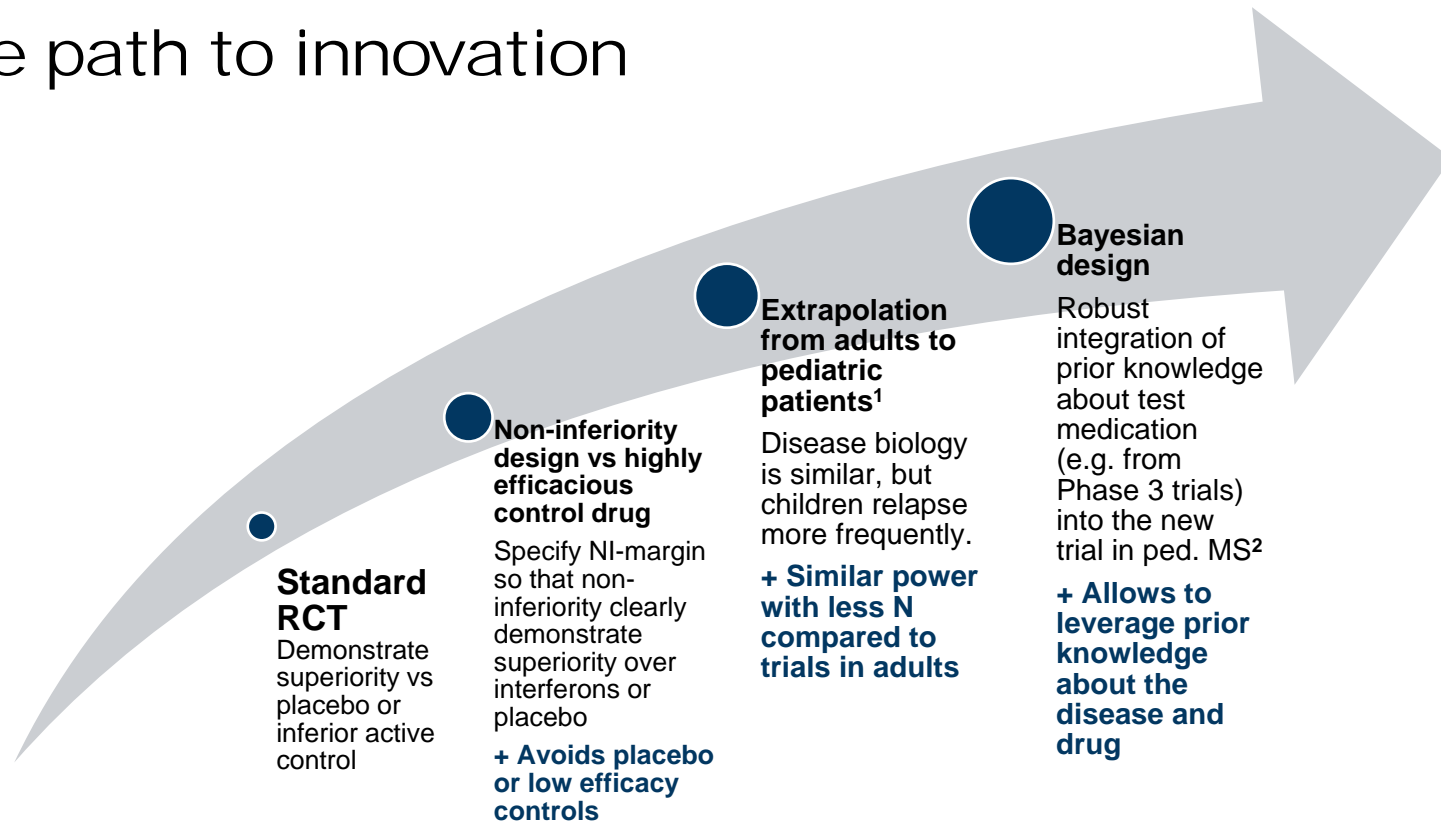 e path to innovation
Standard
RCT
Demonstrate
superiority vs
placebo or
inferior active
control
Non-inferiority
design vs highly
efficacious
control drug
Specify NI-margin
so that non-
inferiority clearly
demonstrate
superiority over
interferons or
placebo
+ Avoids placebo
or low efficacy
controls
Extrapolation
from adults to
pediatric
patients¹
Disease biology
is similar, but
children relapse
more frequently.
+ Similar power
with less N
compared to
trials in adults
Bayesian
design
Robust
integration of
prior knowledge
about test
medication
(e.g. from
Phase 3 trials)
into the new
trial in ped. MS²
+ Allows to
leverage prior
knowledge
about the
disease and
drug